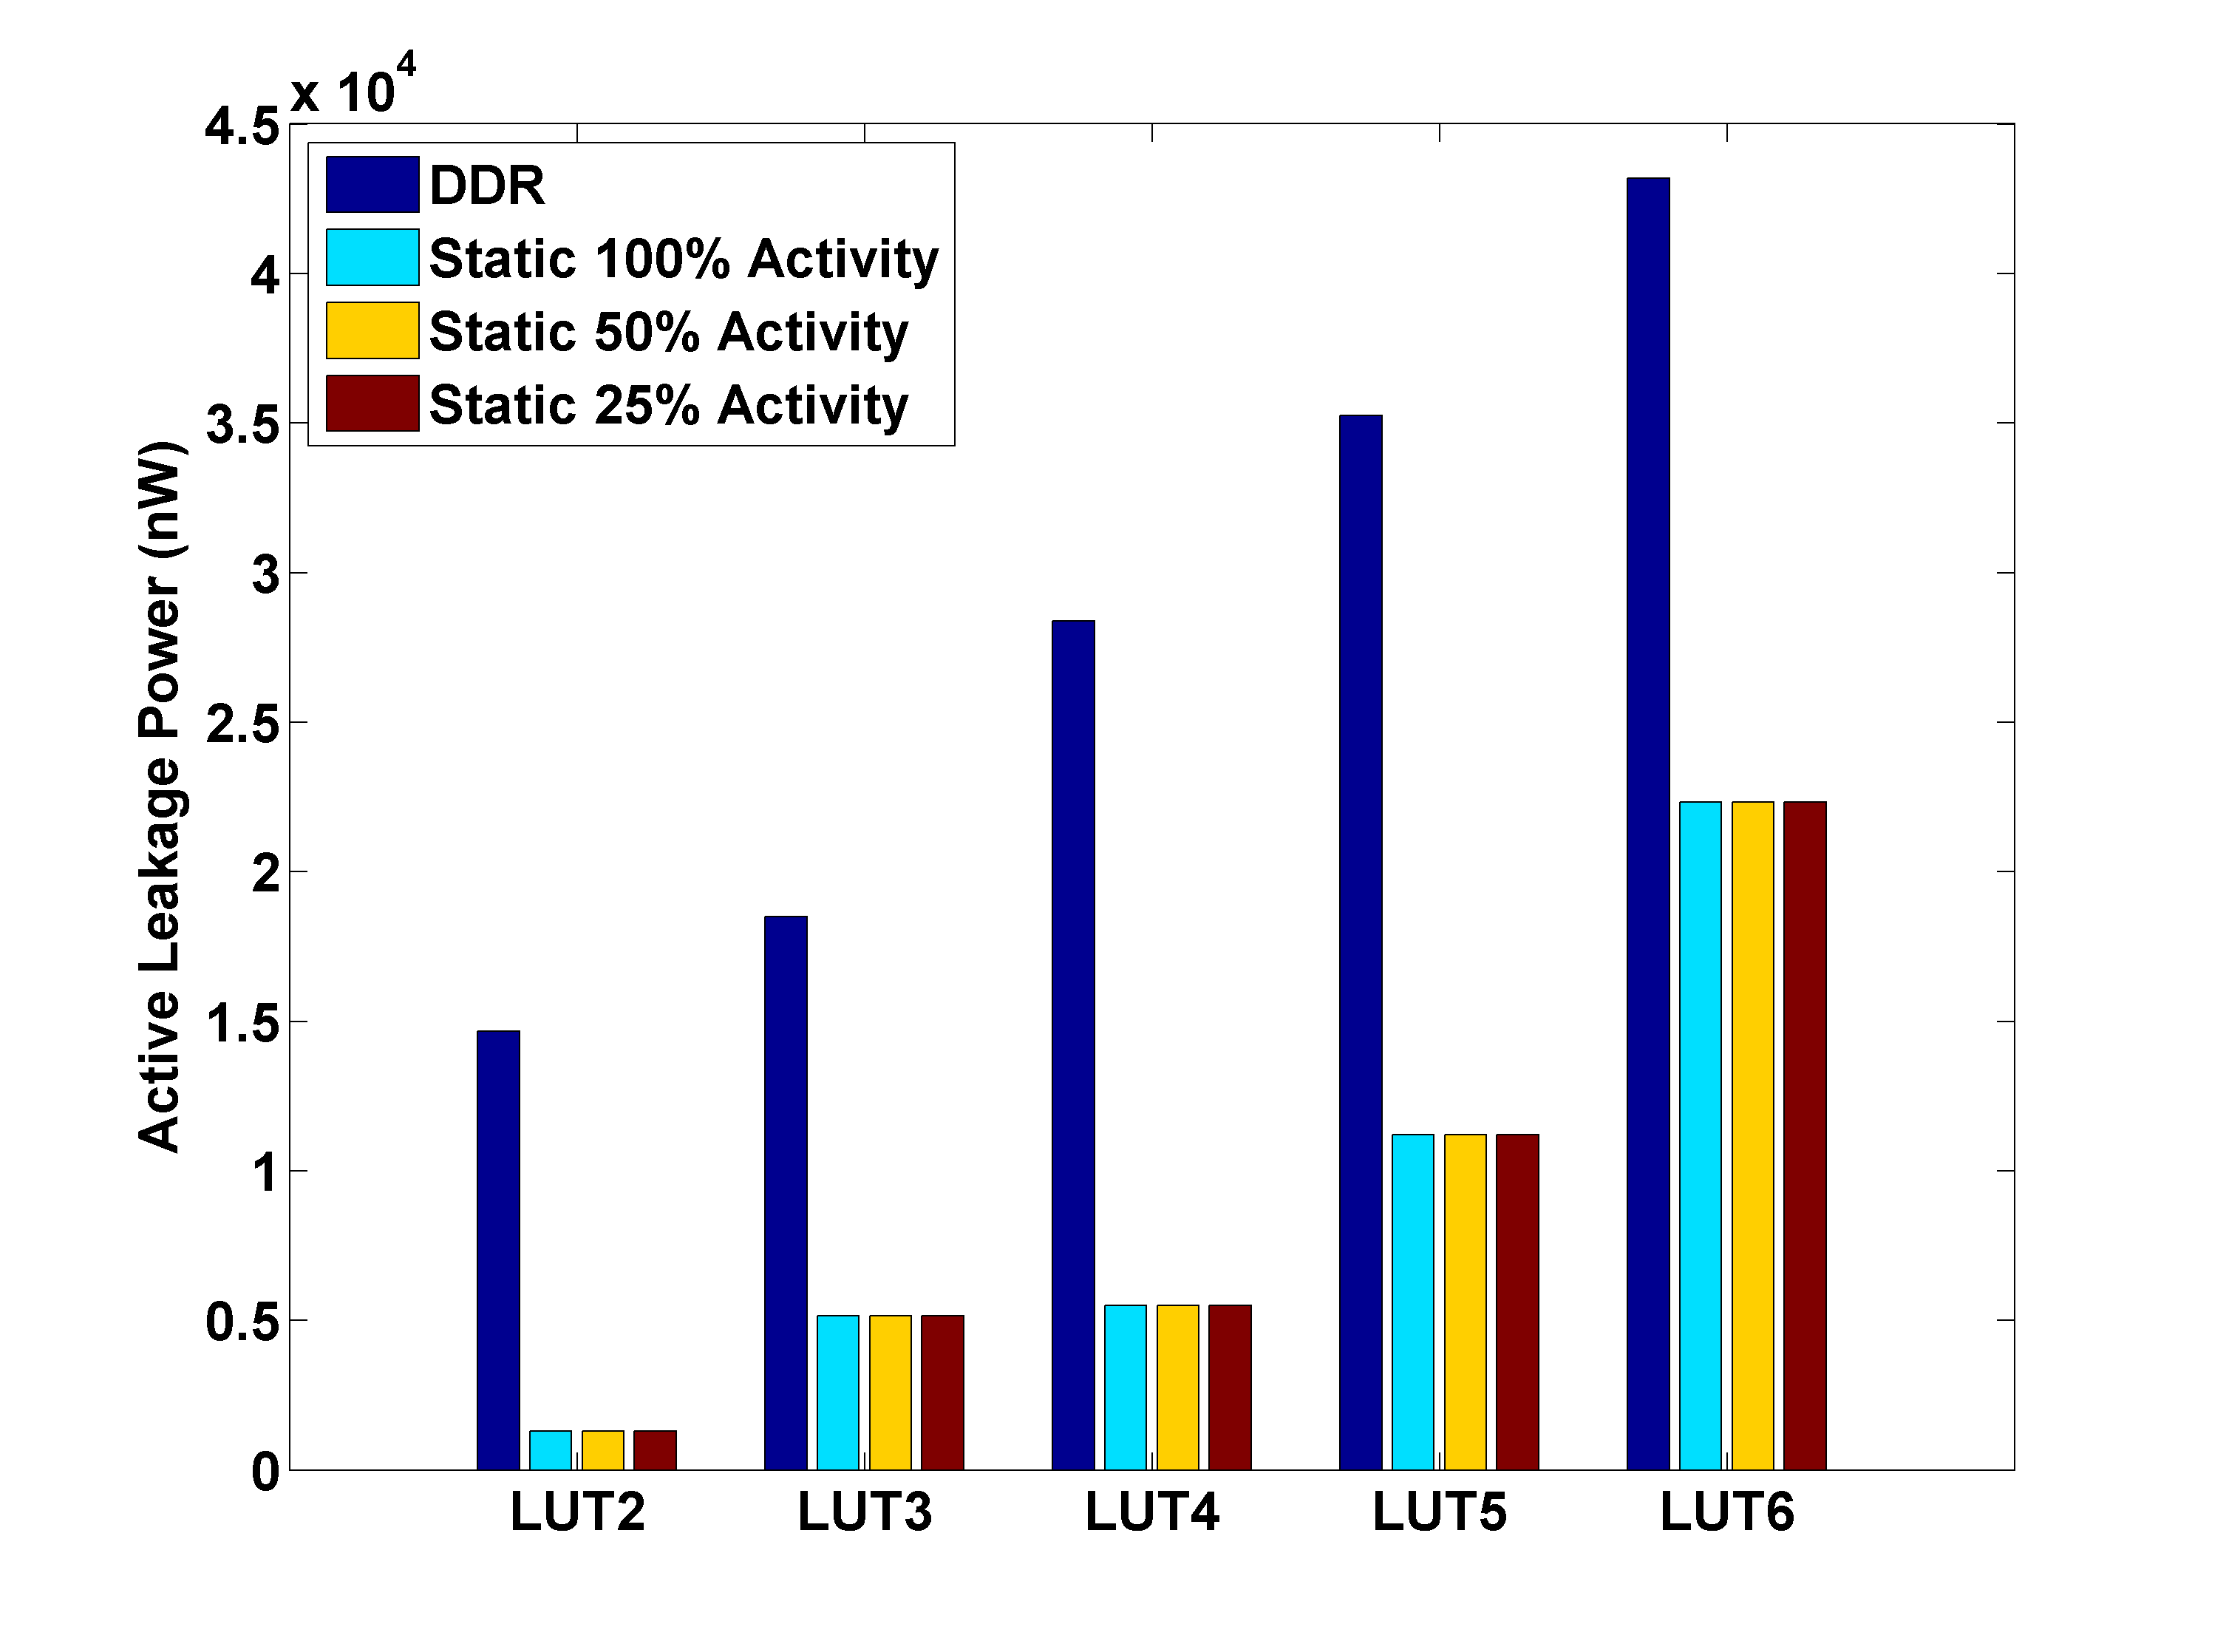 x 10^4
4.5
4
3.5
3
2.5
2
1.5
1
0.5
0
Active Leakage Power (nW)
DDR
Static 100% Activity
Static 50% Activity
Static 25% Activity
LUT2 LUT3 LUT4 LUT5 LUT6